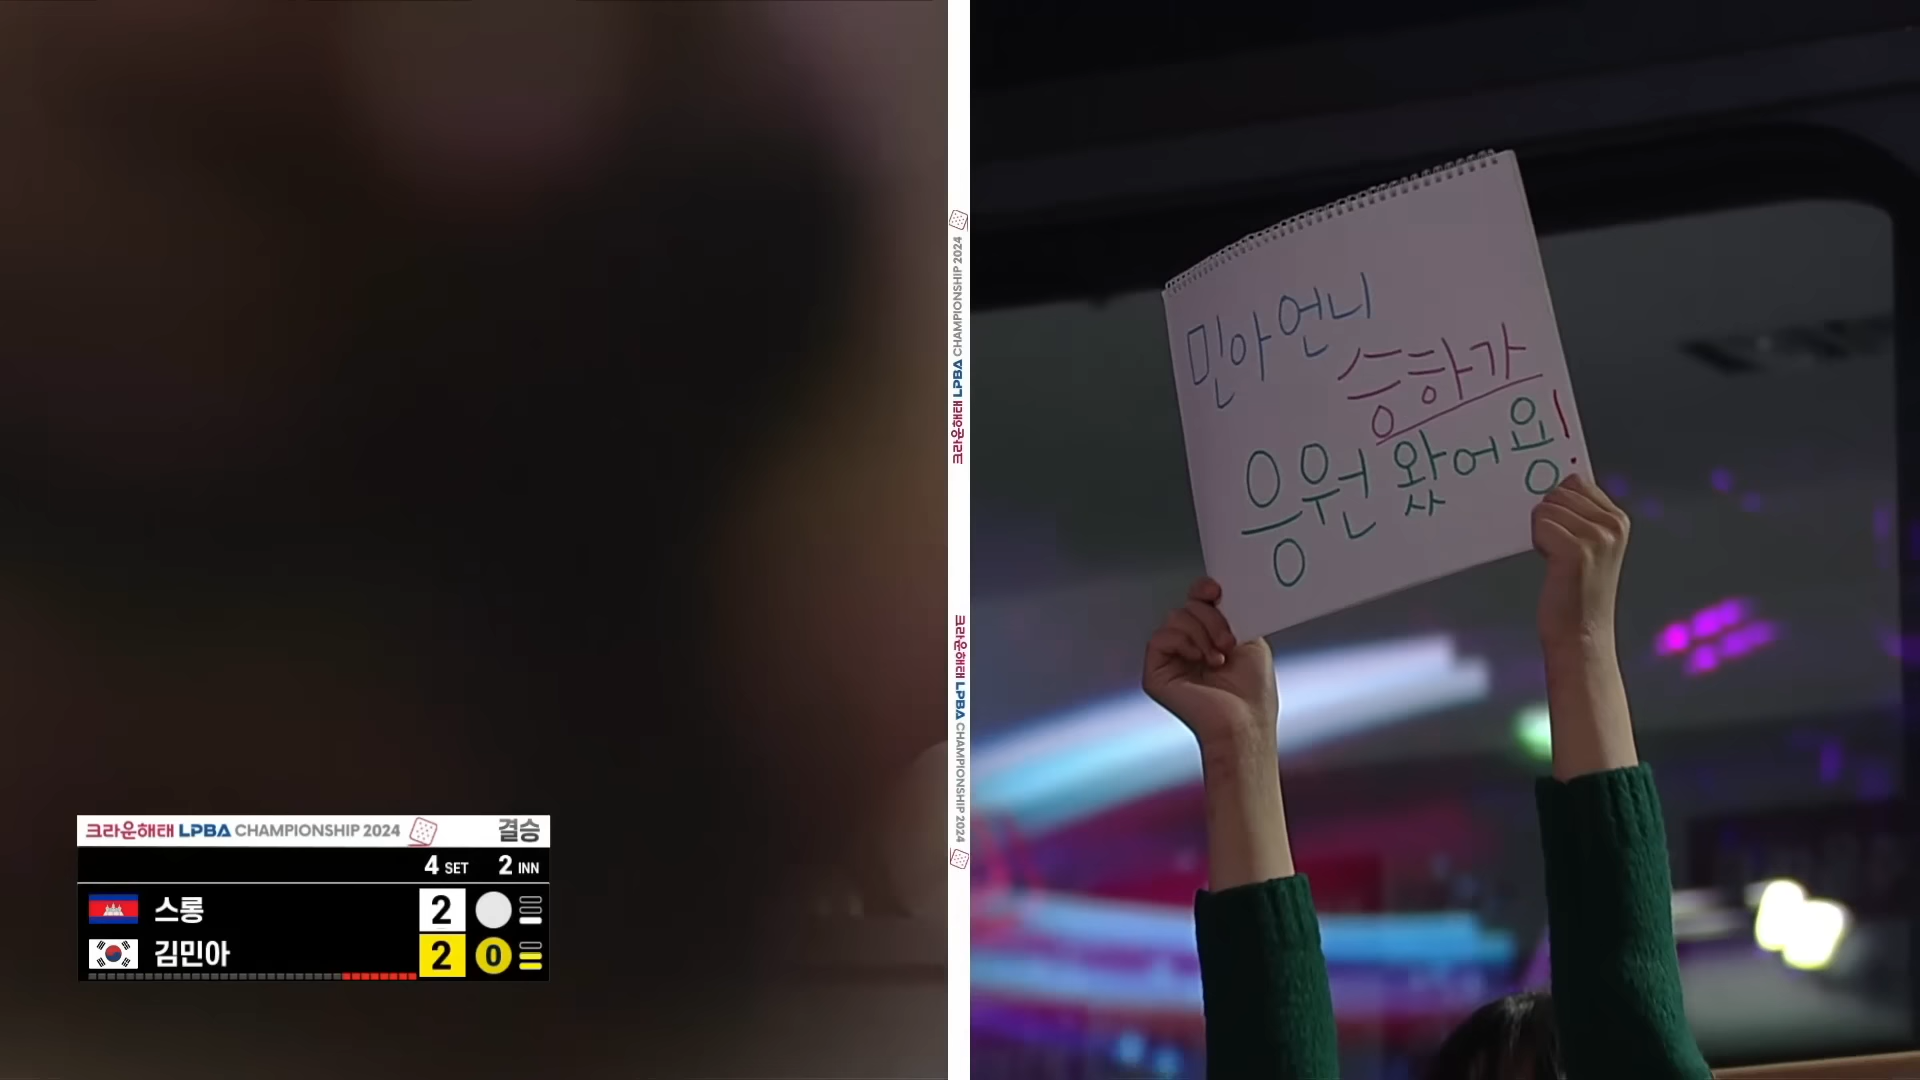 크라운해태 LPBA CHAMPIONSHIP 2024 결승
4 SET 2 INN
스롱 2
김민아 2 0
크라운해태 LPBA CHAMPIONSHIP 2024
크라운해태 LPBA CHAMPIONSHIP 2024
민아언니
승하가
응원왔어용!